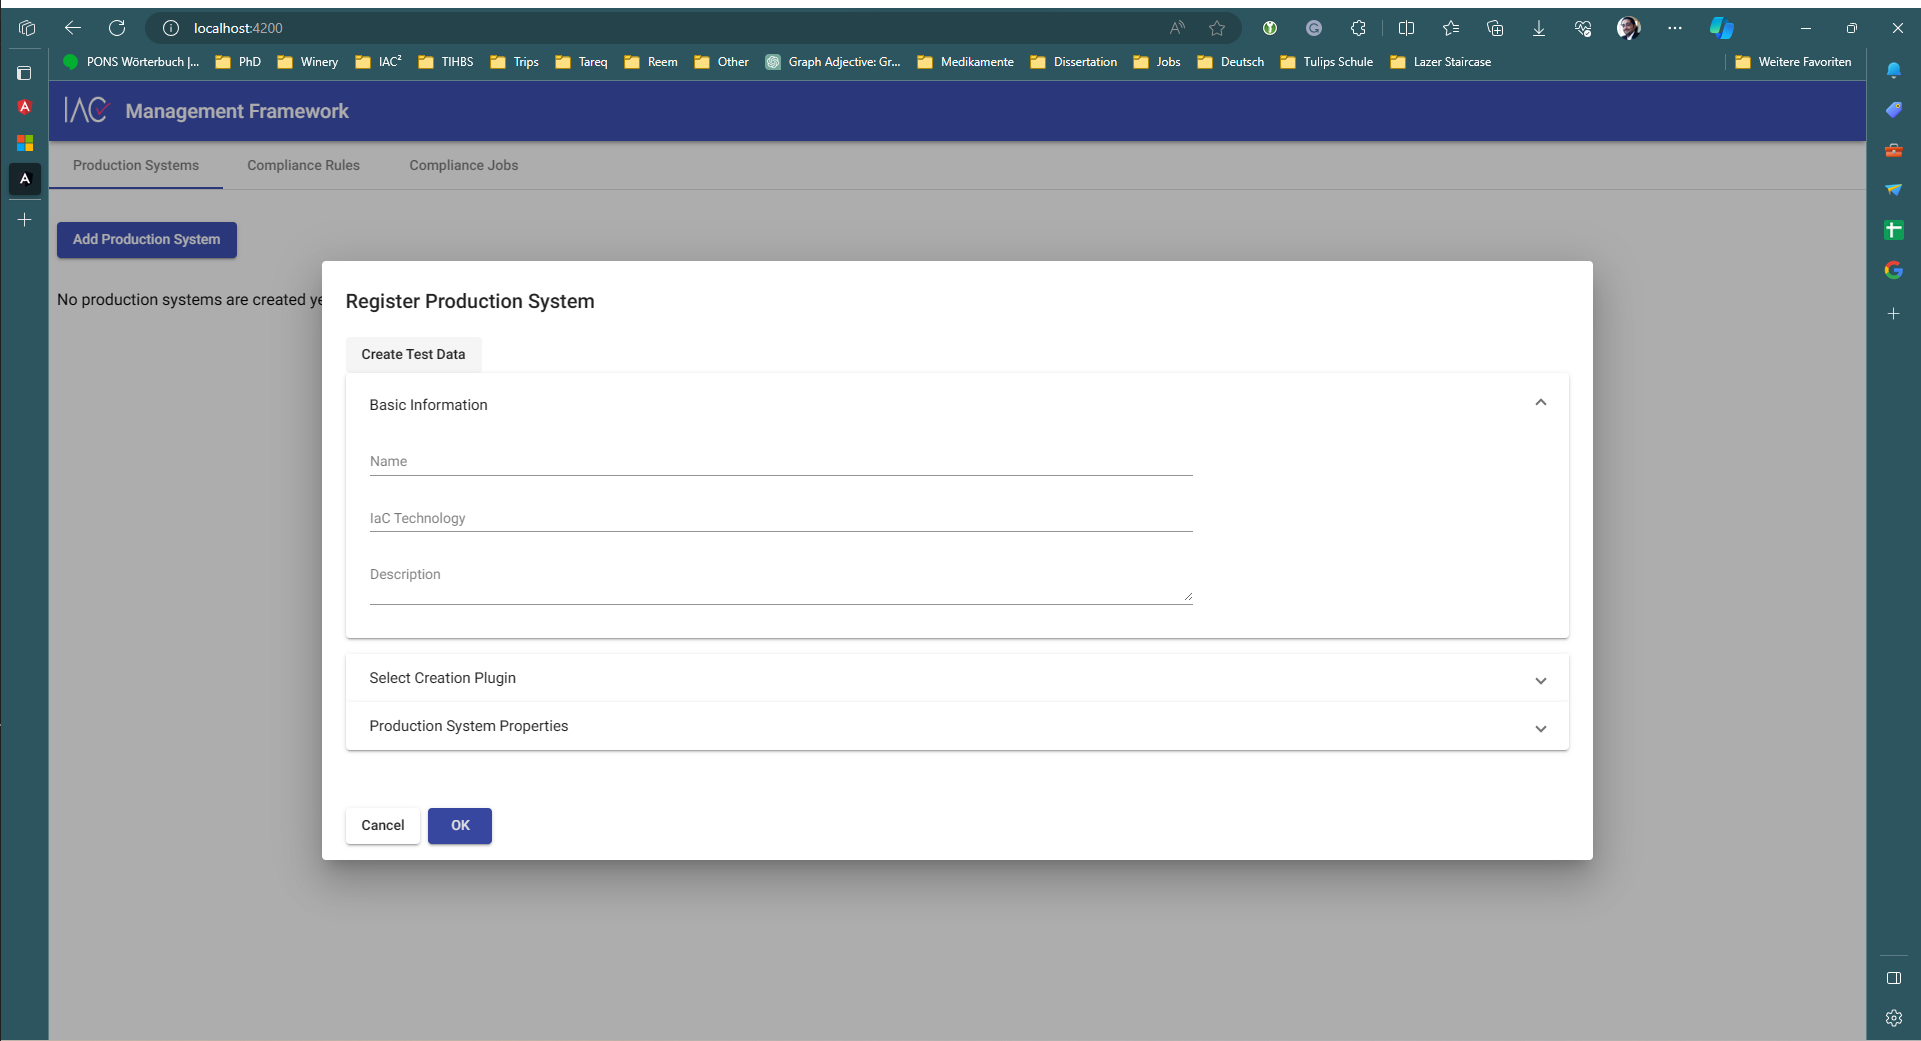 localhost:4200
PONS Wörterbuch |... PhD Winery IAC² TIHBS Trips Tareq Reem Other Graph Adjective: Gr... Medikamente Dissertation Jobs Deutsch Tulips Schule Lazer Staircase Weitere Favoriten
IAC Management Framework
Production Systems Compliance Rules Compliance Jobs
Add Production System
No production systems are created ye
Register Production System
Create Test Data
Basic Information
Name
IaC Technology
Description
Select Creation Plugin
Production System Properties
Cancel OK